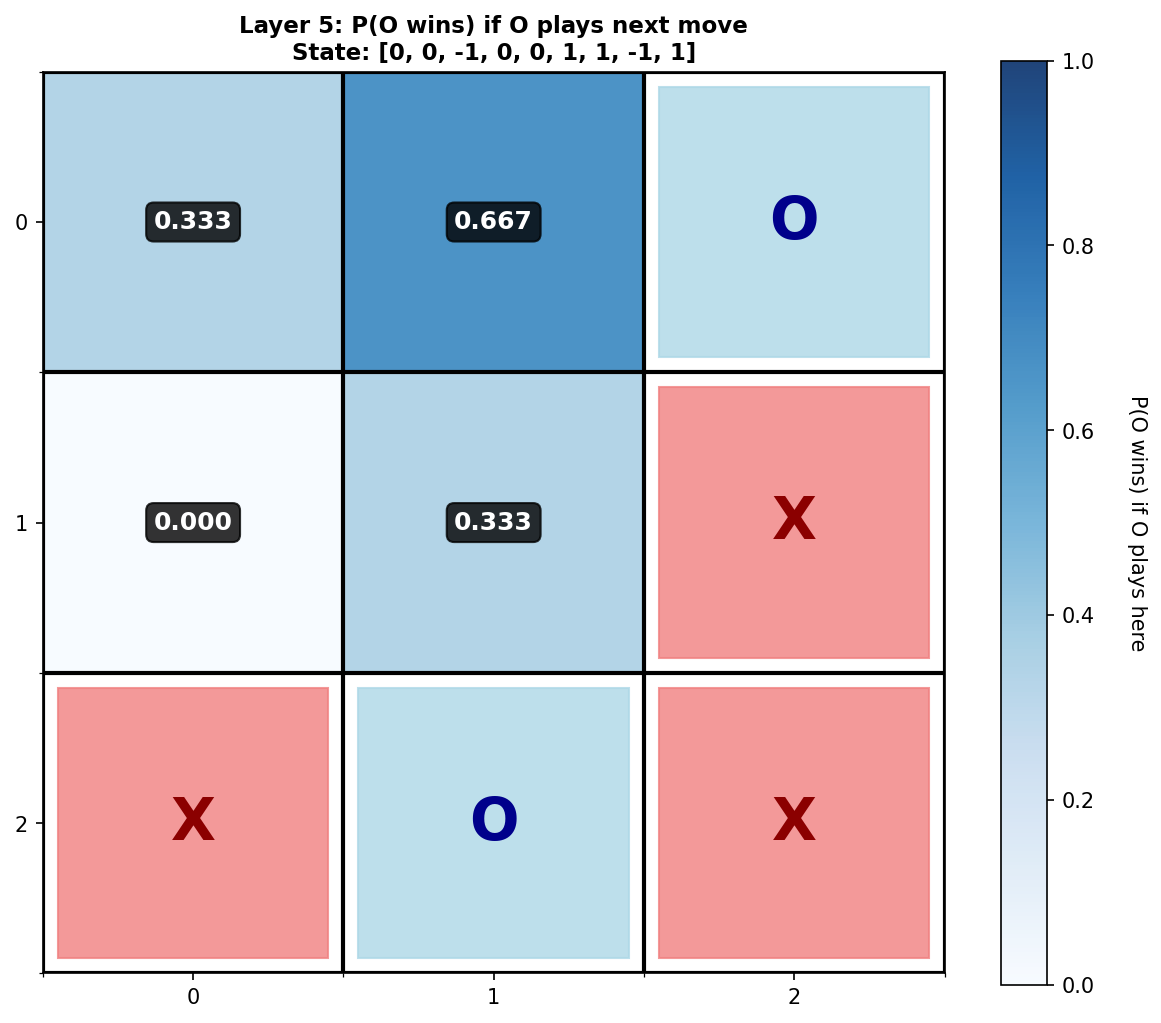 Layer 5: P(O wins) if O plays next move
State: [0, 0, -1, 0, 0, 1, 1, -1, 1]
0
0.333
0.667
O
1
0.000
0.333
X
2
X
O
X
0
1
2
1.0
0.8
0.6
0.4
0.2
0.0
P(O wins) if O plays here